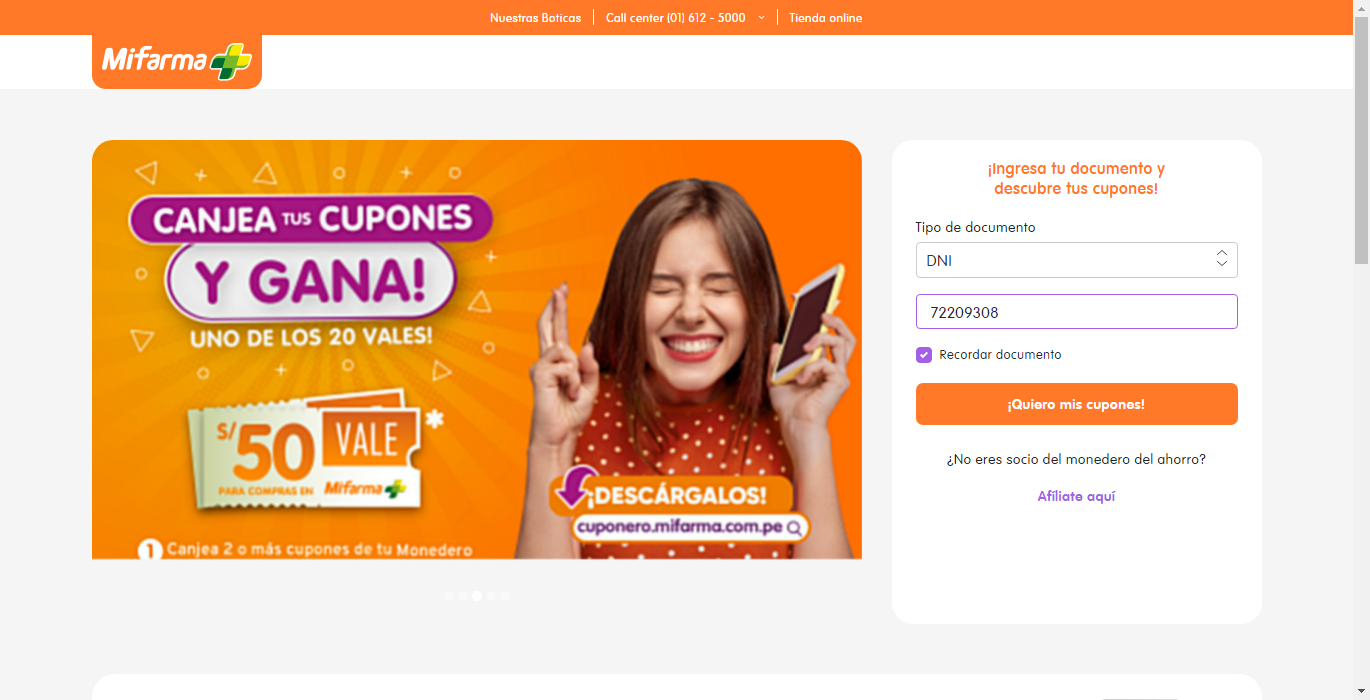 Nuestras Boticas
Call center (01) 612 - 5000
Tienda online
Mifarma
CANJEA TUS CUPONES
Y GANA!
UNO DE LOS 20 VALES!
S/50
VALE
*
PARA COMPRAS EN Mifarma
¡DESCÁRGALOS!
cuponero.mifarma.com.pe
1 Canjea 2 o más cupones de tu Monedero
¡Ingresa tu documento y
descubre tus cupones!
Tipo de documento
DNI
72209308
Recordar documento
¡Quiero mis cupones!
¿No eres socio del monedero del ahorro?
Afíliate aquí